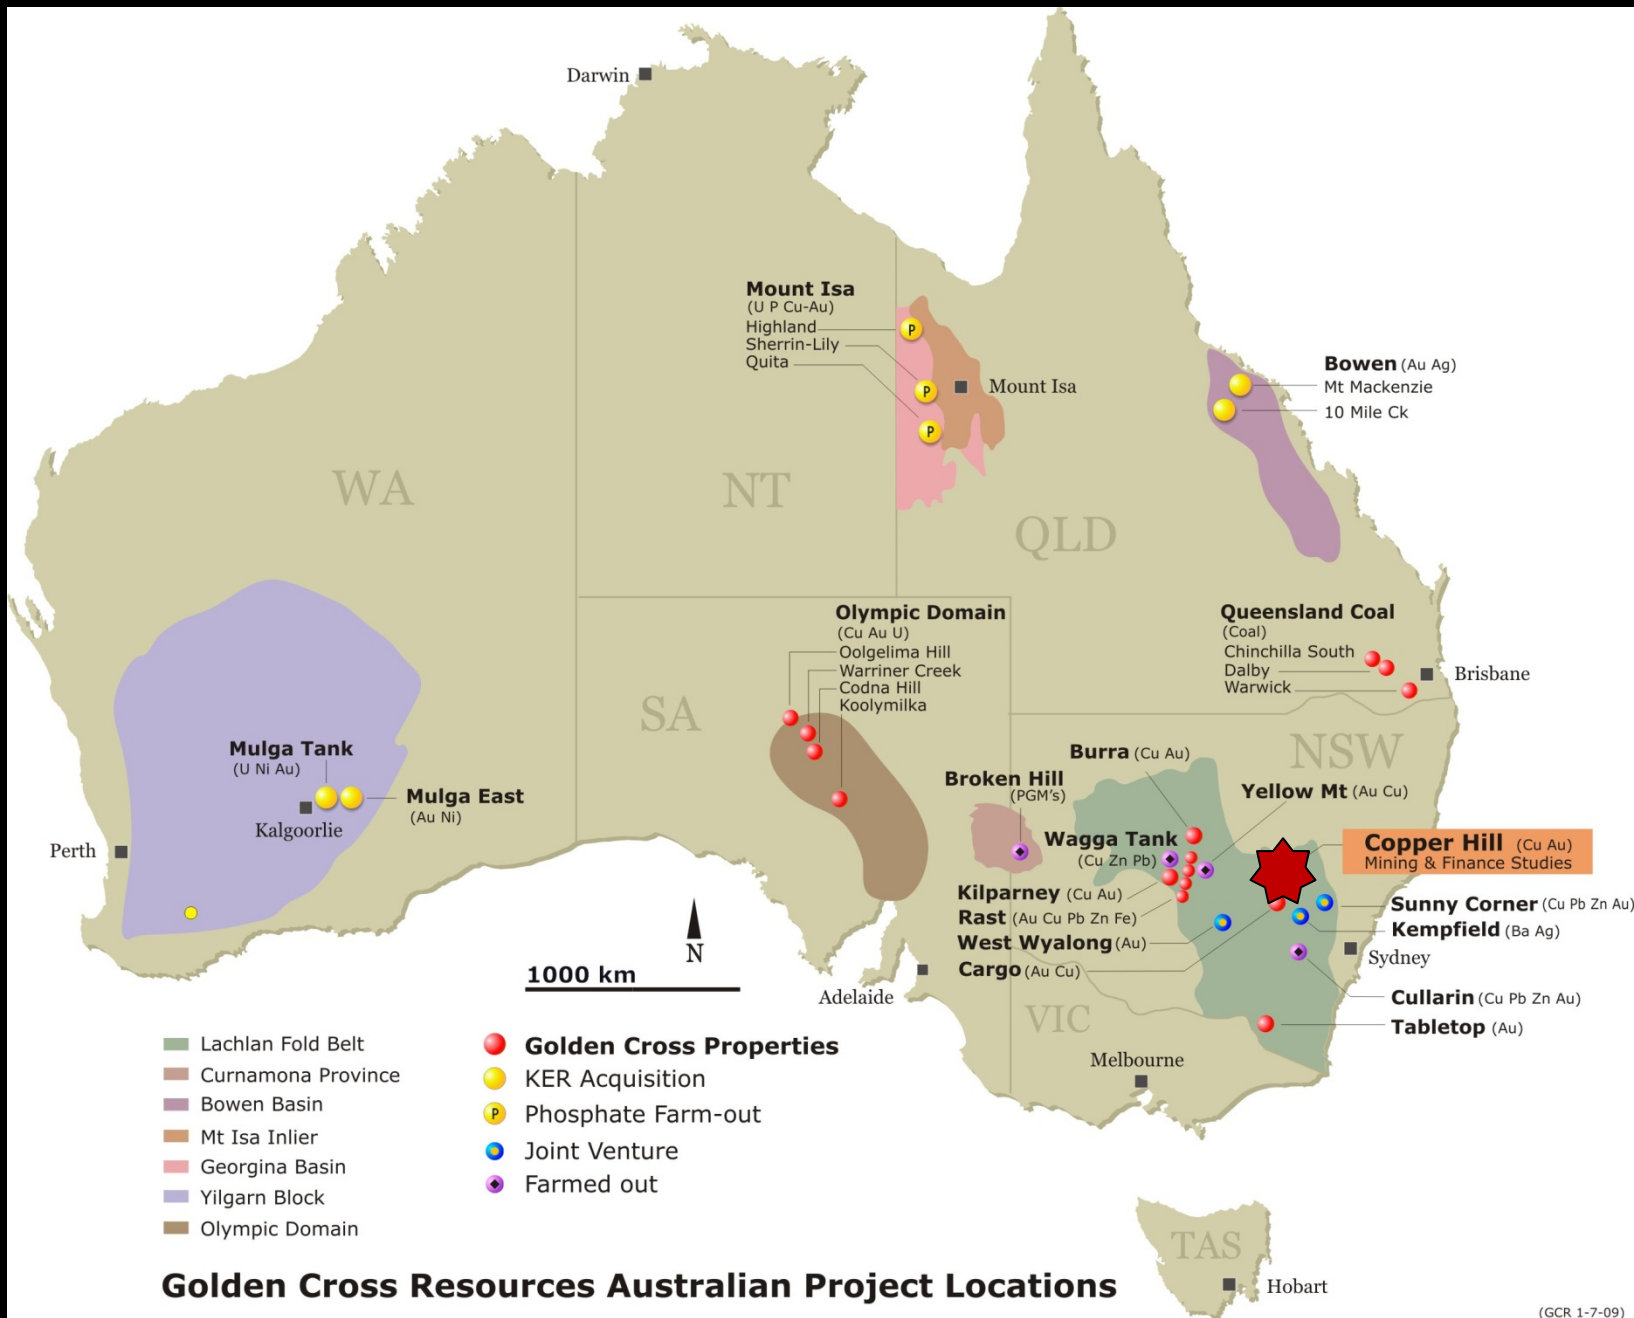 Darwin
Mount Isa
(U P Cu-Au)
Highland
Sherrin-Lily
Quita
P
P
P
Mount Isa
Bowen (Au Ag)
Mt Mackenzie
10 Mile Ck
WA
NT
QLD
Olympic Domain
(Cu Au U)
Oolgelima Hill
Warriner Creek
Codna Hill
Koolymilka
Queensland Coal
(Coal)
Chinchilla South
Dalby
Warwick
Brisbane
SA
NSW
Mulga Tank
(U Ni Au)
Mulga East
(Au Ni)
Kalgoorlie
Perth
Burra (Cu Au)
Broken Hill
(PGM's)
Yellow Mt (Au Cu)
Wagga Tank
(Cu Zn Pb)
Copper Hill (Cu Au)
Mining & Finance Studies
Kilparney (Cu Au)
Rast (Au Cu Pb Zn Fe)
West Wyalong (Au)
Cargo (Au Cu)
Sunny Corner (Cu Pb Zn Au)
Kempfield (Ba Ag)
Sydney
Cullarin (Cu Pb Zn Au)
Tabletop (Au)
N
1000 km
Adelaide
VIC
Melbourne
Lachlan Fold Belt
Curnamona Province
Bowen Basin
Mt Isa Inlier
Georgina Basin
Yilgarn Block
Olympic Domain
Golden Cross Properties
KER Acquisition
P Phosphate Farm-out
Joint Venture
Farmed out
TAS
Hobart
Golden Cross Resources Australian Project Locations
(GCR 1-7-09)